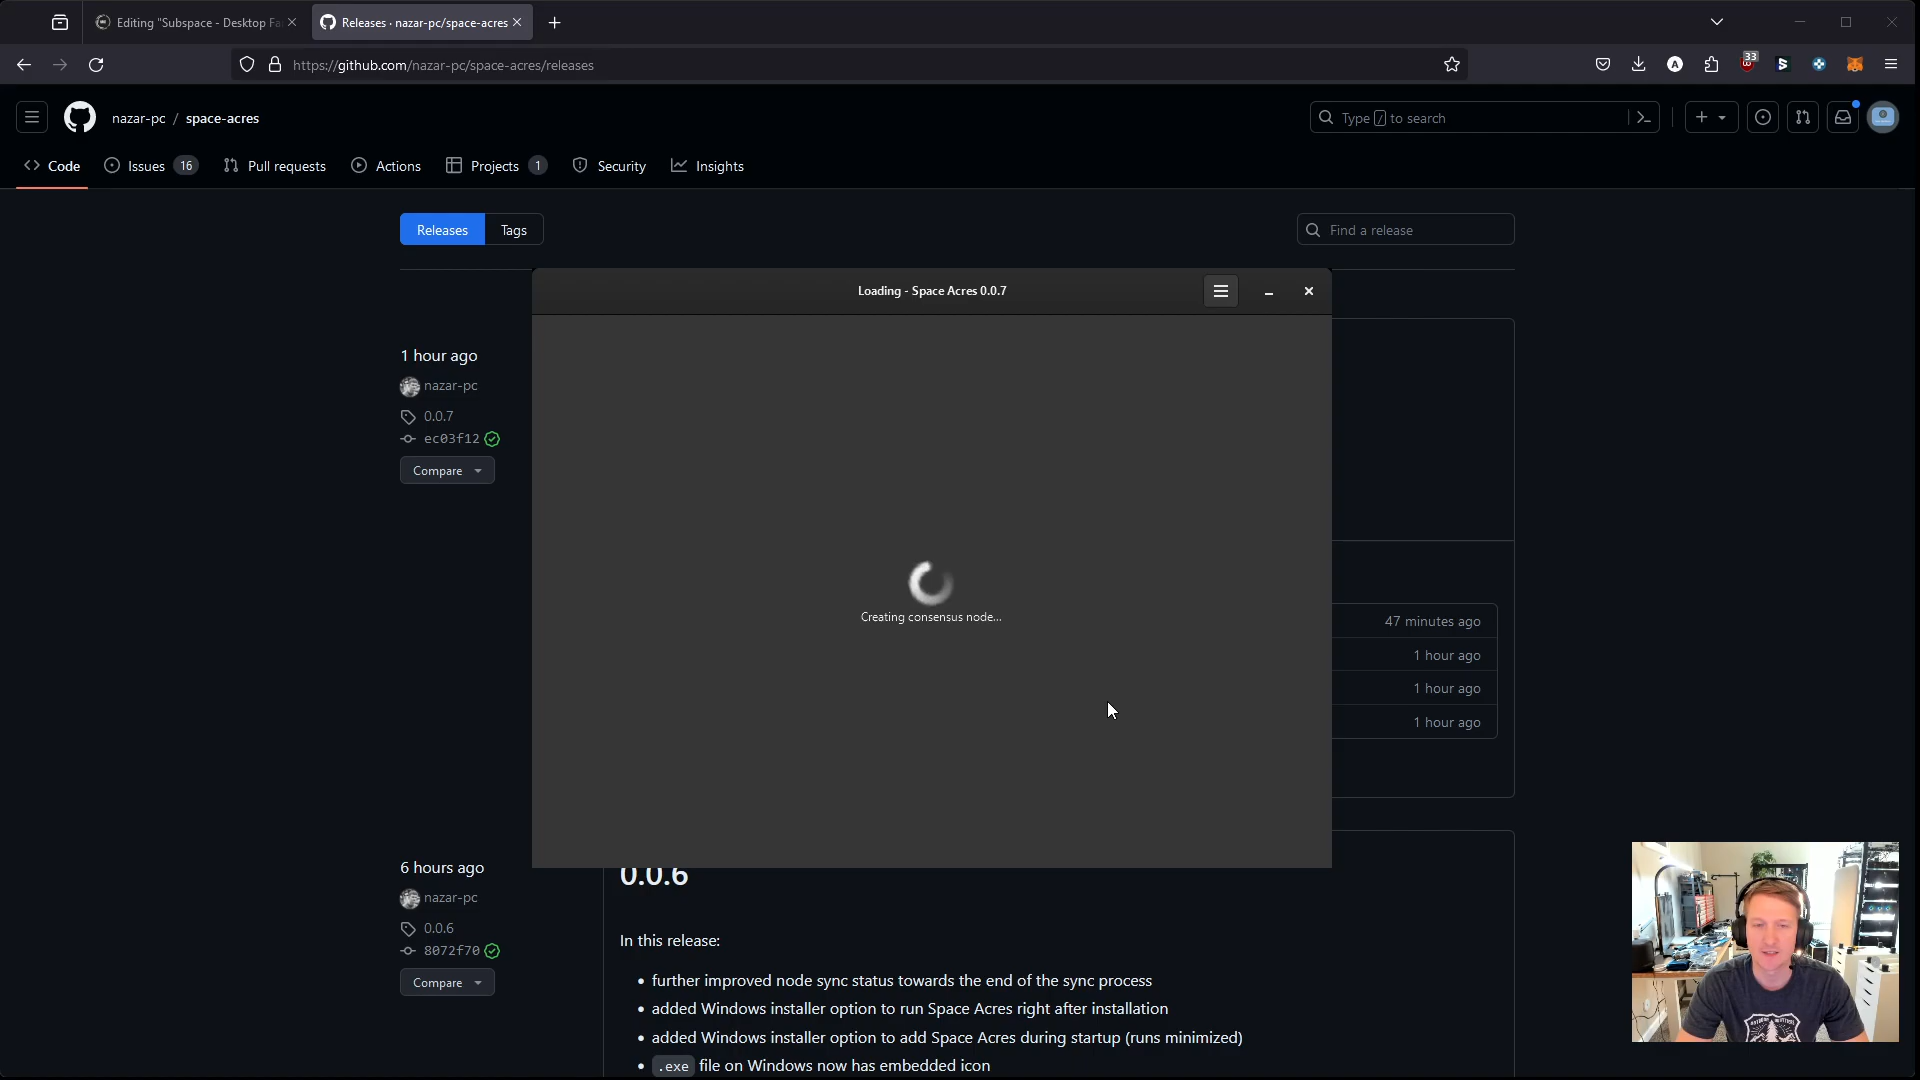 Editing "Subspace - Desktop Fa
Releases · nazar-pc/space-acres
https://github.com/nazar-pc/space-acres/releases
33
nazar-pc / space-acres
Type / to search
Code
Issues 16
Pull requests
Actions
Projects 1
Security
Insights
Releases
Tags
Find a release
Loading - Space Acres 0.0.7
1 hour ago
nazar-pc
0.0.7
ec03f12
Compare
Creating consensus node...
47 minutes ago
1 hour ago
1 hour ago
1 hour ago
6 hours ago
nazar-pc
0.0.6
8072f70
Compare
0.0.6
In this release:
• further improved node sync status towards the end of the sync process
• added Windows installer option to run Space Acres right after installation
• added Windows installer option to add Space Acres during startup (runs minimized)
• .exe file on Windows now has embedded icon